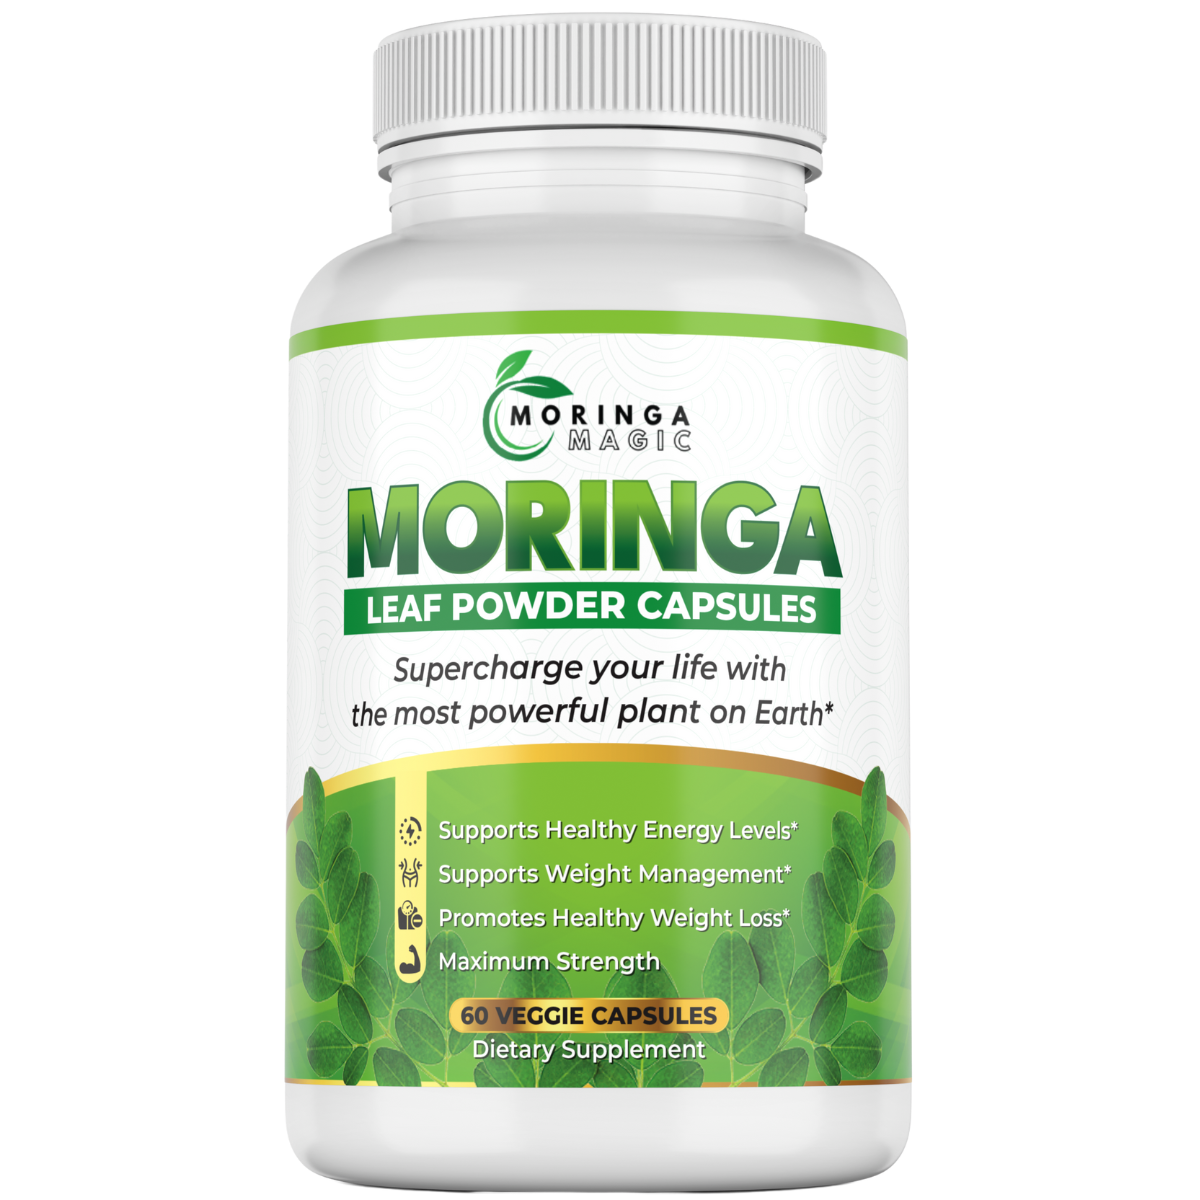 MORINGA
MAGIC
MORINGA
LEAF POWDER CAPSULES
Supercharge your life with
the most powerful plant on Earth*
Supports Healthy Energy Levels*
Supports Weight Management*
Promotes Healthy Weight Loss*
Maximum Strength
60 VEGGIE CAPSULES
Dietary Supplement